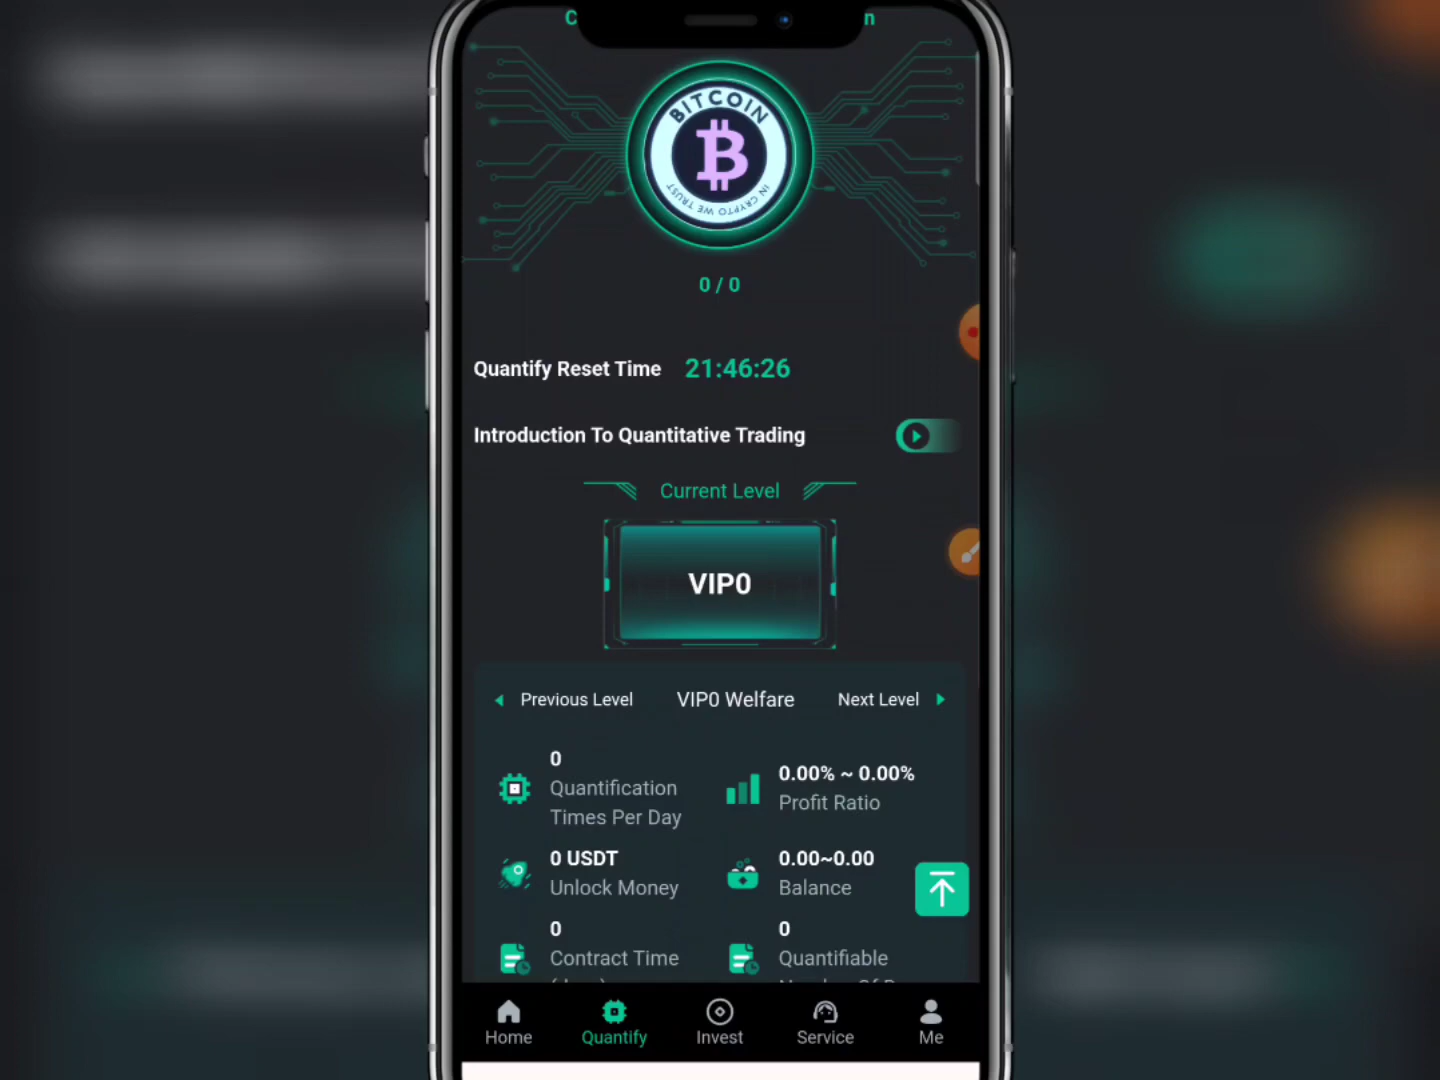 BITCOIN
IN CRYPTO WE TRUST
0 / 0
Quantify Reset Time 21:46:26
Introduction To Quantitative Trading
Current Level
VIP0
Previous Level VIP0 Welfare Next Level
0 0.00% ~ 0.00%
Quantification Profit Ratio
Times Per Day
0 USDT 0.00~0.00
Unlock Money Balance
0 0
Contract Time Quantifiable
Home Quantify Invest Service Me